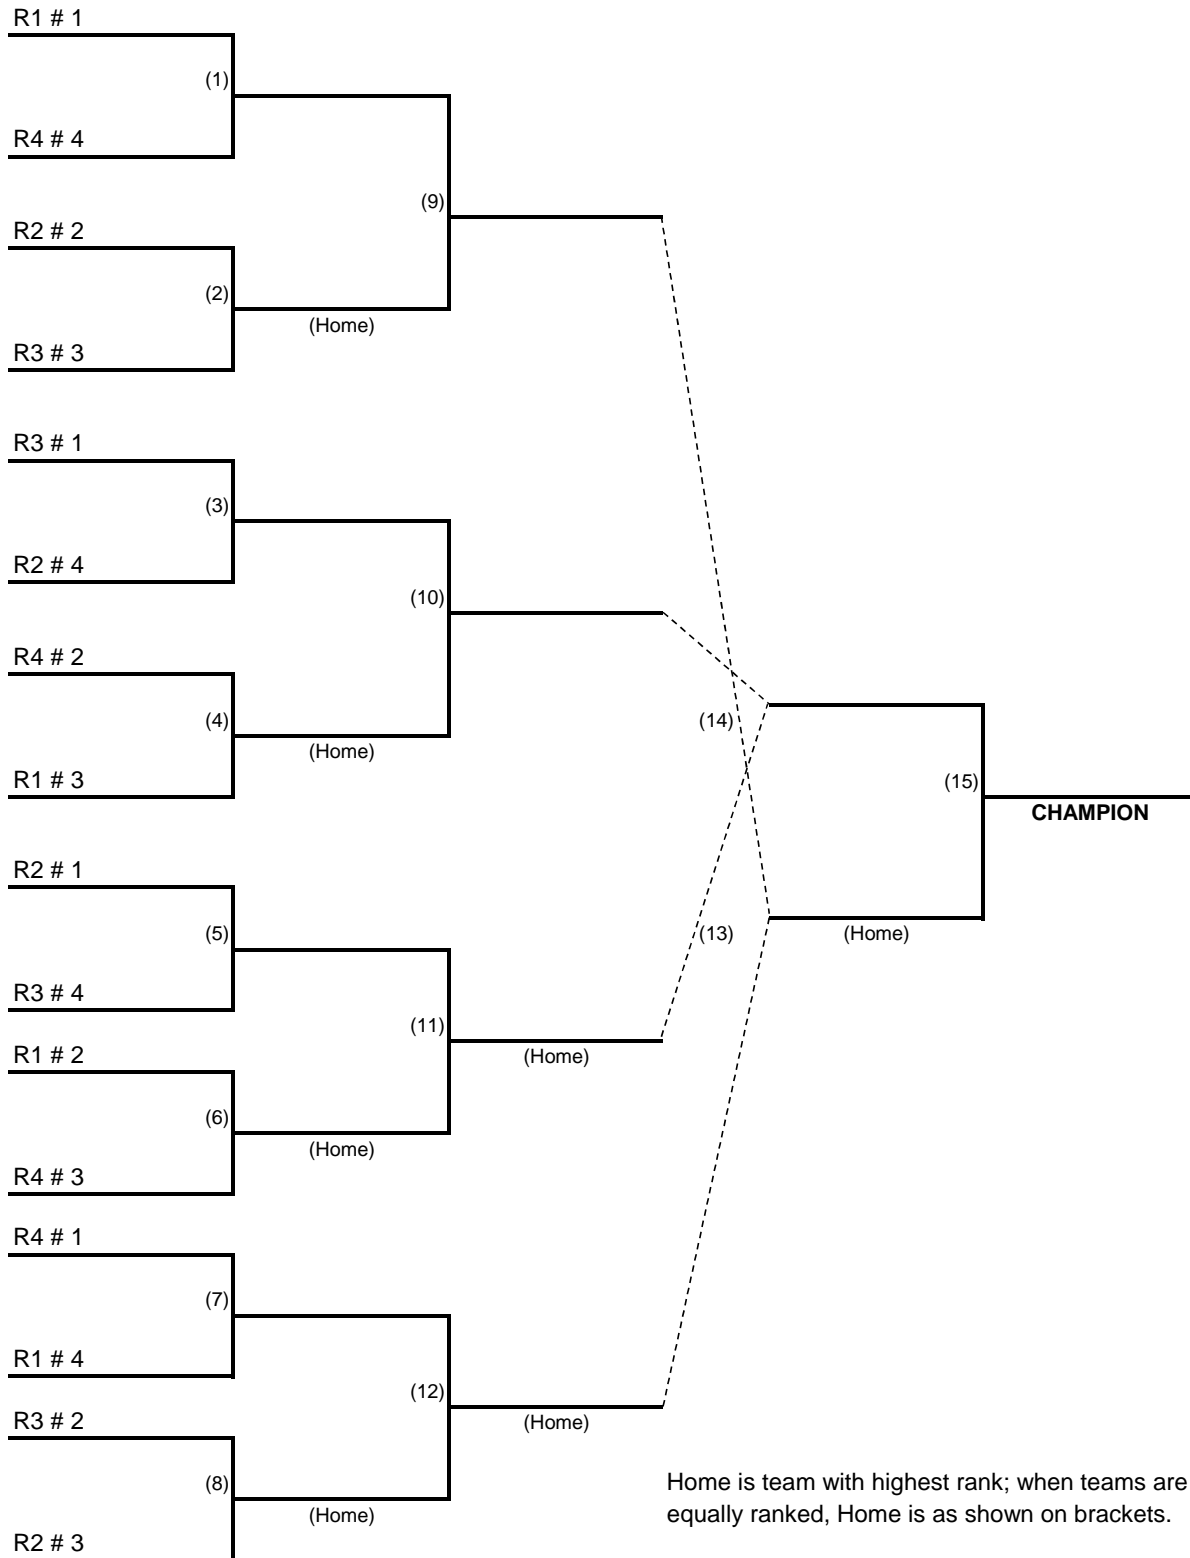 R1 # 1
(1)
R4 # 4
(9)
R2 # 2
(2)
(Home)
R3 # 3
R3 # 1
(3)
R2 # 4
(10)
R4 # 2
(4)
(Home)
(14)
R1 # 3
(15)
CHAMPION
R2 # 1
(5)
(13)
(Home)
R3 # 4
(11)
R1 # 2
(Home)
(6)
(Home)
R4 # 3
R4 # 1
(7)
R1 # 4
(12)
R3 # 2
(Home)
(8)
(Home)
R2 # 3
Home is team with highest rank; when teams are
equally ranked, Home is as shown on brackets.